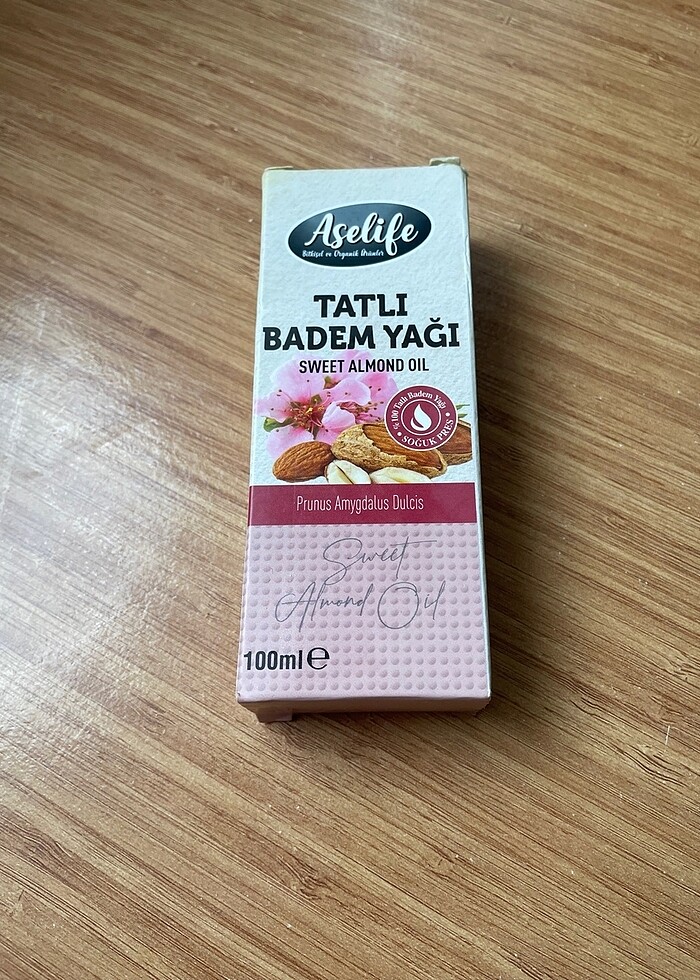 Aselife
Bitkisel ve Organik Ürünler
TATLI
BADEM YAĞI
SWEET ALMOND OIL
%100 Tatlı Badem Yağı
• SOĞUK PRES •
Prunus Amygdalus Dulcis
Sweet
Almond Oil
100ml ℮